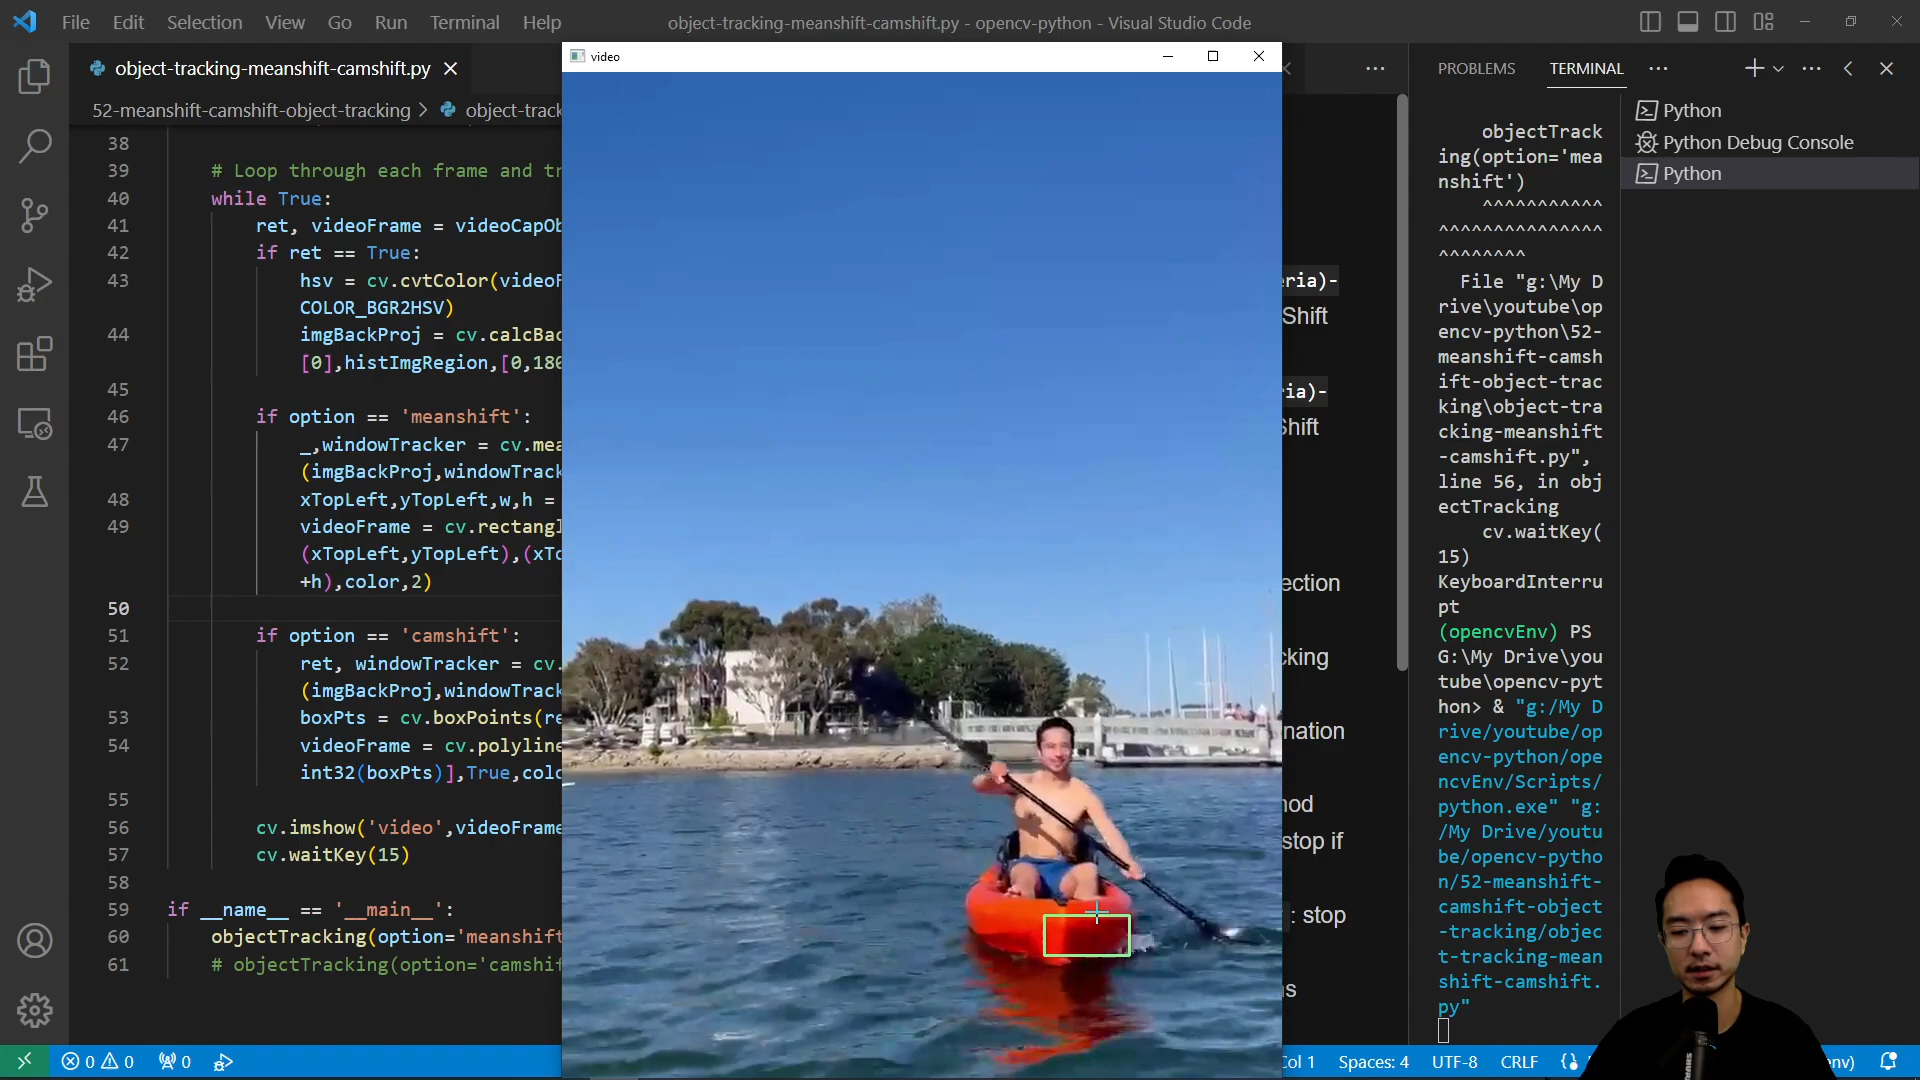 File Edit Selection View Go Run Terminal Help
object-tracking-meanshift-camshift.py - opencv-python - Visual Studio Code
object-tracking-meanshift-camshift.py
52-meanshift-camshift-object-tracking > object-track
38
39 # Loop through each frame and tr
40 while True:
41 ret, videoFrame = videoCapOb
42 if ret == True:
43 hsv = cv.cvtColor(videoF
COLOR_BGR2HSV)
44 imgBackProj = cv.calcBac
[0],histImgRegion,[0,180
45
46 if option == 'meanshift':
47 _,windowTracker = cv.mea
(imgBackProj,windowTrack
48 xTopLeft,yTopLeft,w,h =
49 videoFrame = cv.rectangl
(xTopLeft,yTopLeft),(xTo
+h),color,2)
50
51 if option == 'camshift':
52 ret, windowTracker = cv.
(imgBackProj,windowTrack
53 boxPts = cv.boxPoints(re
54 videoFrame = cv.polyline
int32(boxPts)],True,colo
55
56 cv.imshow('video',videoFrame
57 cv.waitKey(15)
58
59 if __name__ == '__main__':
60 objectTracking(option='meanshift
61 # objectTracking(option='camshif
video
eria)-
Shift
ria)-
Shift
ection
cking
nation
nod
stop if
: stop
ns
PROBLEMS TERMINAL
Python
Python Debug Console
Python
objectTrack
ing(option='mea
nshift')
^^^^^^^^^^^
^^^^^^^^^^^^^^^
^^^^^^^^
File "g:\My D
rive\youtube\op
encv-python\52-
meanshift-camsh
ift-object-trac
king\object-tra
cking-meanshift
-camshift.py",
line 56, in obj
ectTracking
cv.waitKey(
15)
KeyboardInterru
pt
(opencvEnv) PS
G:\My Drive\you
tube\opencv-pyt
hon> & "g:/My D
rive/youtube/op
encv-python/ope
ncvEnv/Scripts/
python.exe" "g:
/My Drive/youtu
be/opencv-pytho
n/52-meanshift-
camshift-object
-tracking/objec
t-tracking-mean
shift-camshift.
py"
0 0 0
Col 1 Spaces: 4 UTF-8 CRLF env)